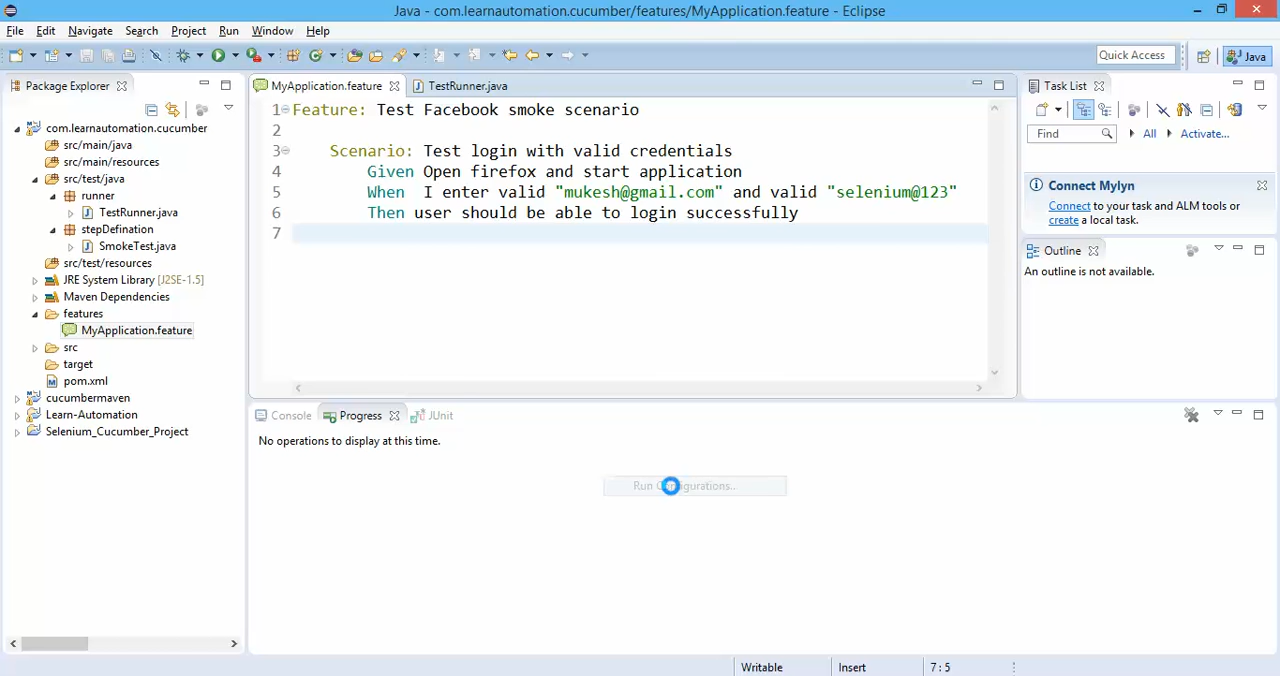 Java - com.learnautomation.cucumber/features/MyApplication.feature - Eclipse
File Edit Navigate Search Project Run Window Help
Quick Access
Java
Package Explorer
com.learnautomation.cucumber
src/main/java
src/main/resources
src/test/java
runner
TestRunner.java
stepDefination
SmokeTest.java
src/test/resources
JRE System Library [J2SE-1.5]
Maven Dependencies
features
MyApplication.feature
src
target
pom.xml
cucumbermaven
Learn-Automation
Selenium_Cucumber_Project
MyApplication.feature TestRunner.java
1 Feature: Test Facebook smoke scenario
2
3 Scenario: Test login with valid credentials
4 Given Open firefox and start application
5 When I enter valid "mukesh@gmail.com" and valid "selenium@123"
6 Then user should be able to login successfully
7
Task List
Find All Activate...
Connect Mylyn
Connect to your task and ALM tools or
create a local task.
Outline
An outline is not available.
Console Progress JUnit
No operations to display at this time.
Run
Writable Insert 7 : 5